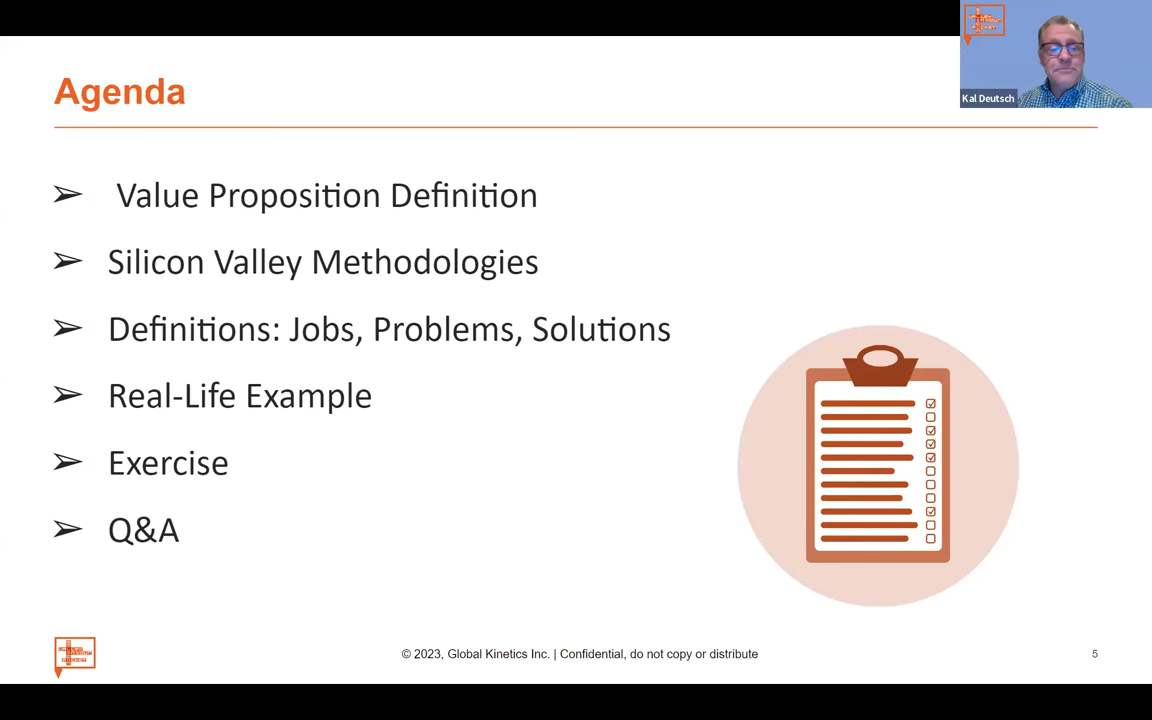 Agenda
Kal Deutsch
➢ Value Proposition Definition
➢ Silicon Valley Methodologies
➢ Definitions: Jobs, Problems, Solutions
➢ Real-Life Example
➢ Exercise
➢ Q&A
© 2023, Global Kinetics Inc. | Confidential, do not copy or distribute
5